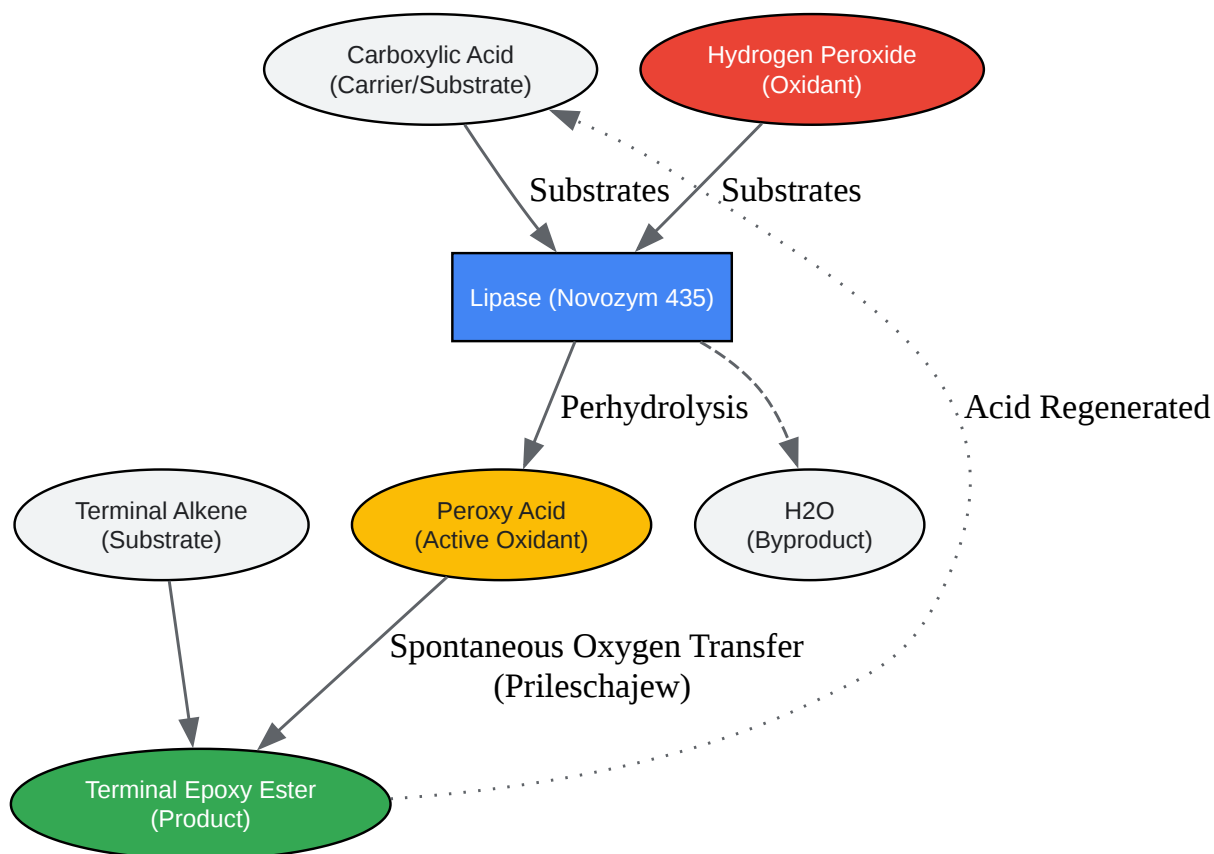 Carboxylic Acid
(Carrier/Substrate)
Hydrogen Peroxide
(Oxidant)
Substrates
Substrates
Lipase (Novozym 435)
Perhydrolysis
Acid Regenerated
Terminal Alkene
(Substrate)
Peroxy Acid
(Active Oxidant)
H2O
(Byproduct)
Spontaneous Oxygen Transfer
(Prileschajew)
Terminal Epoxy Ester
(Product)